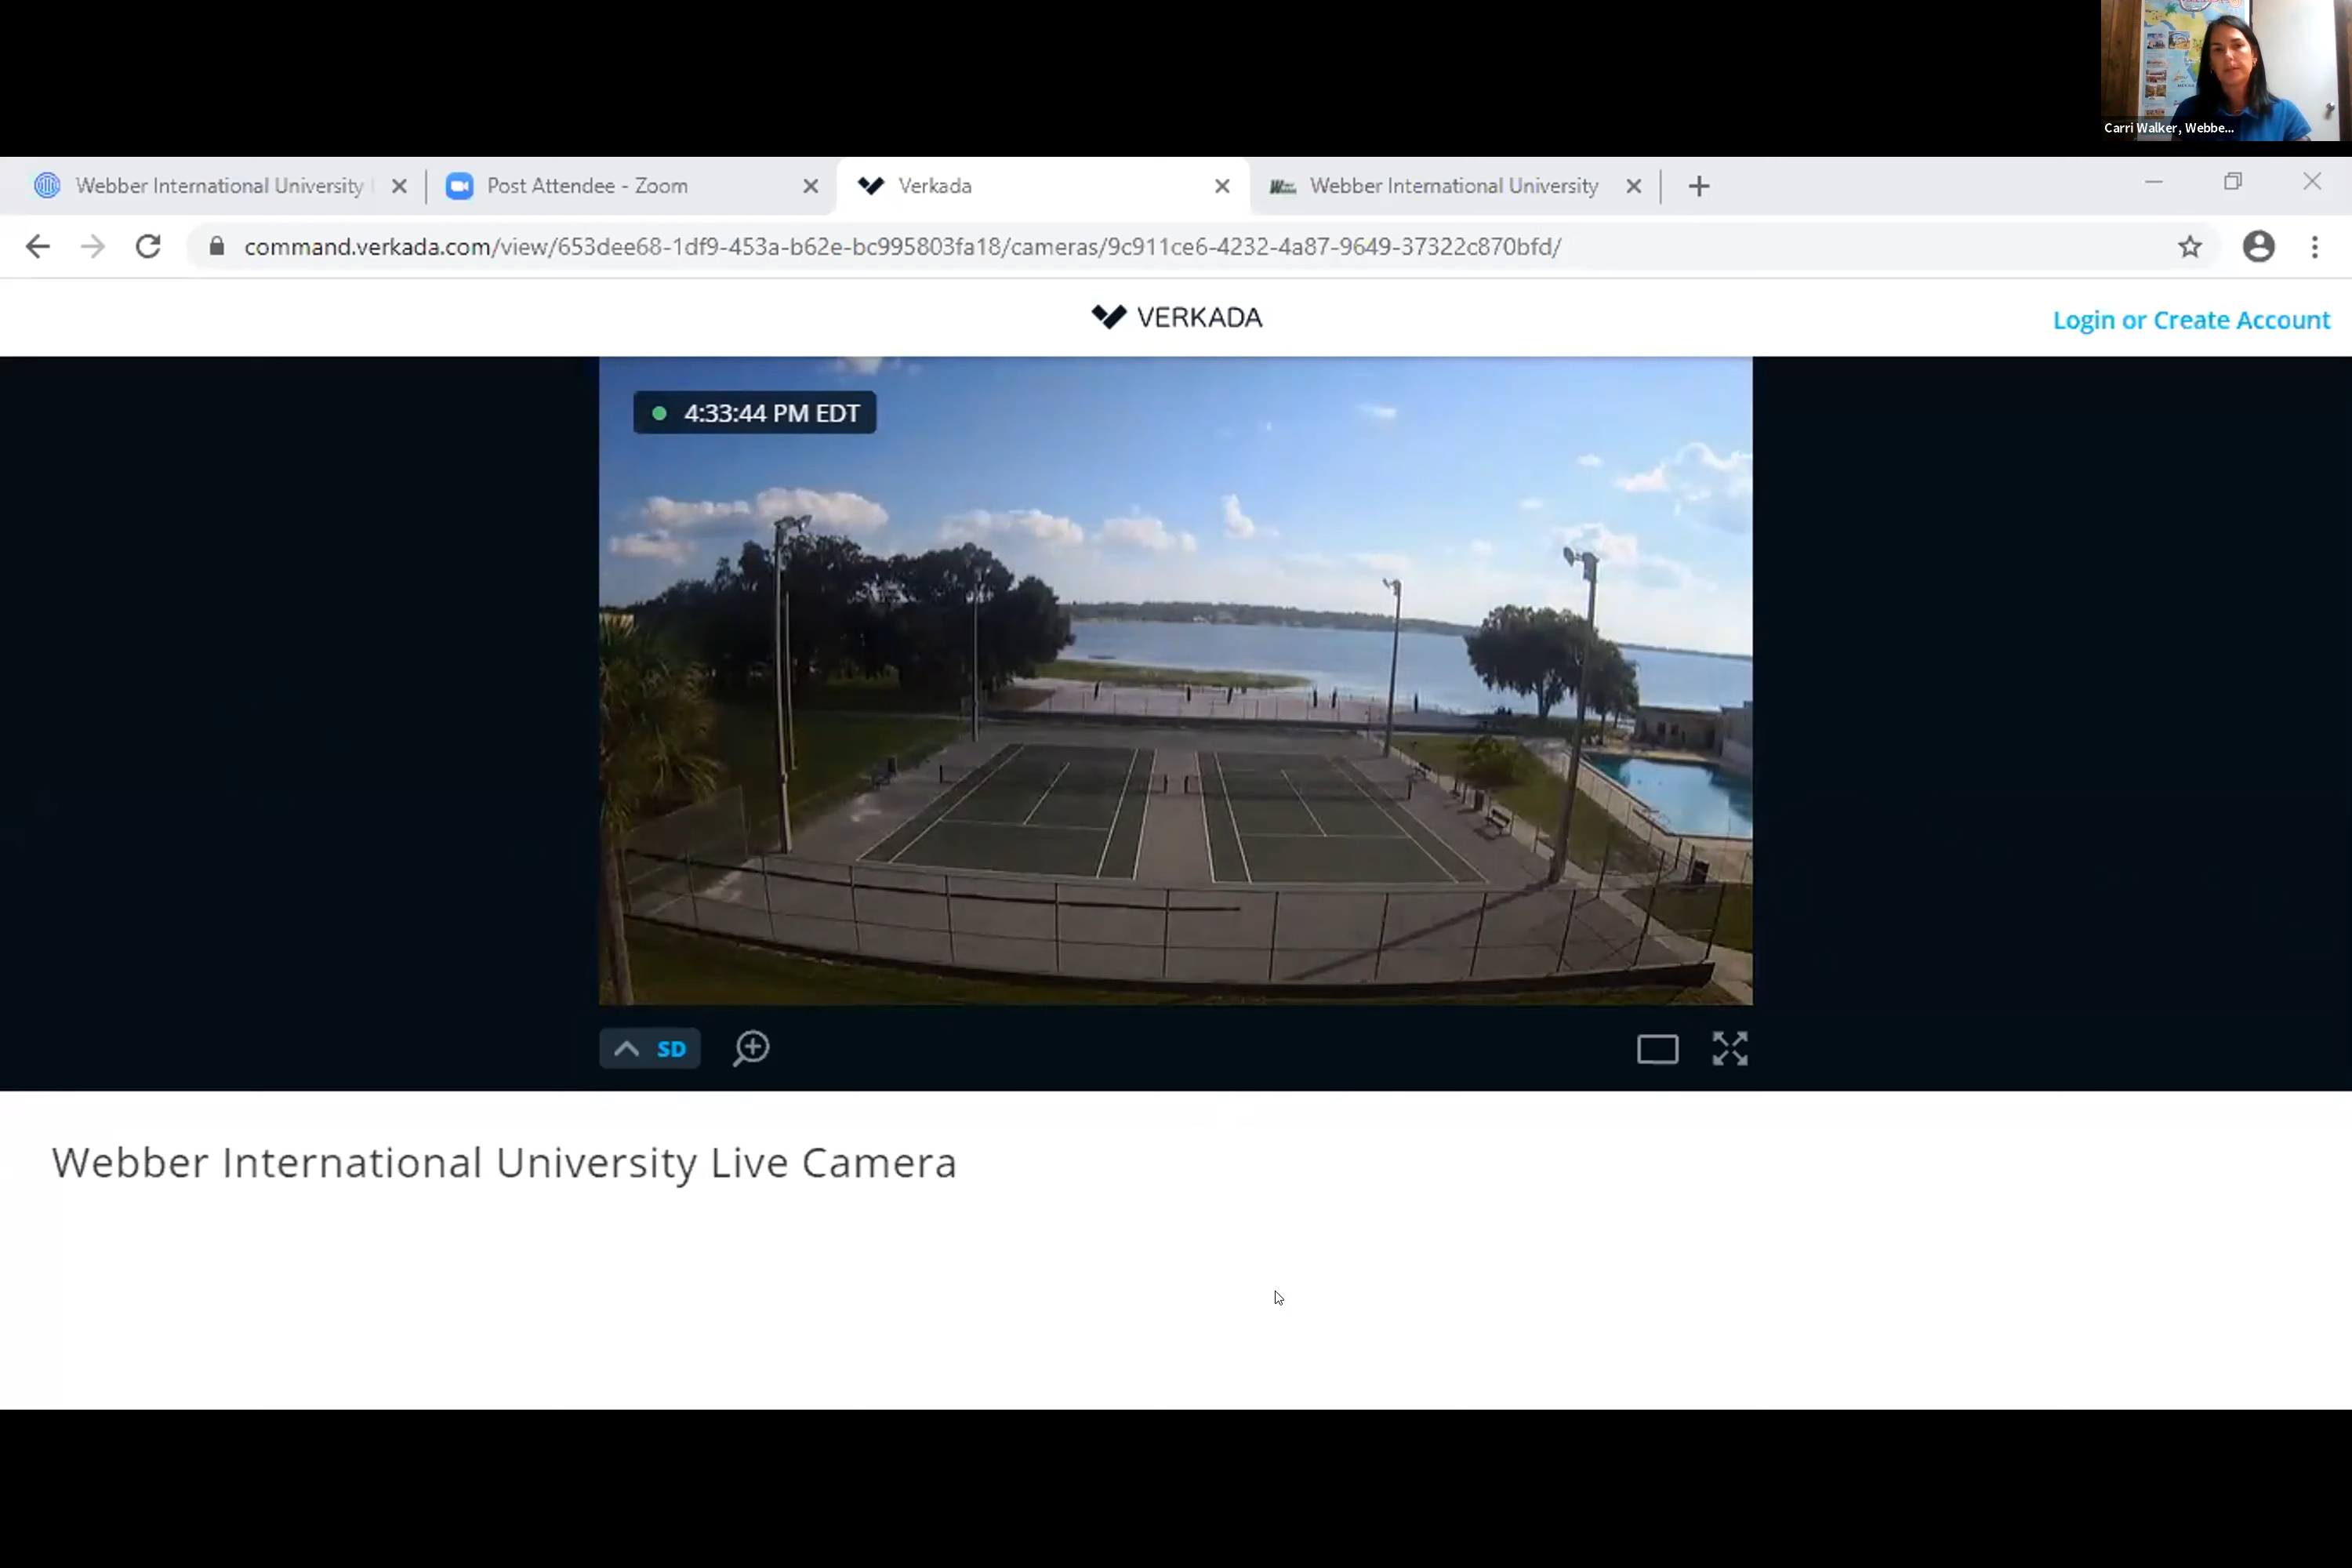 Carri Walker, Webbe...
Webber International University
Post Attendee - Zoom
Verkada
Webber International University
command.verkada.com/view/653dee68-1df9-453a-b62e-bc995803fa18/cameras/9c911ce6-4232-4a87-9649-37322c870bfd/
VERKADA
Login or Create Account
4:33:44 PM EDT
SD
Webber International University Live Camera